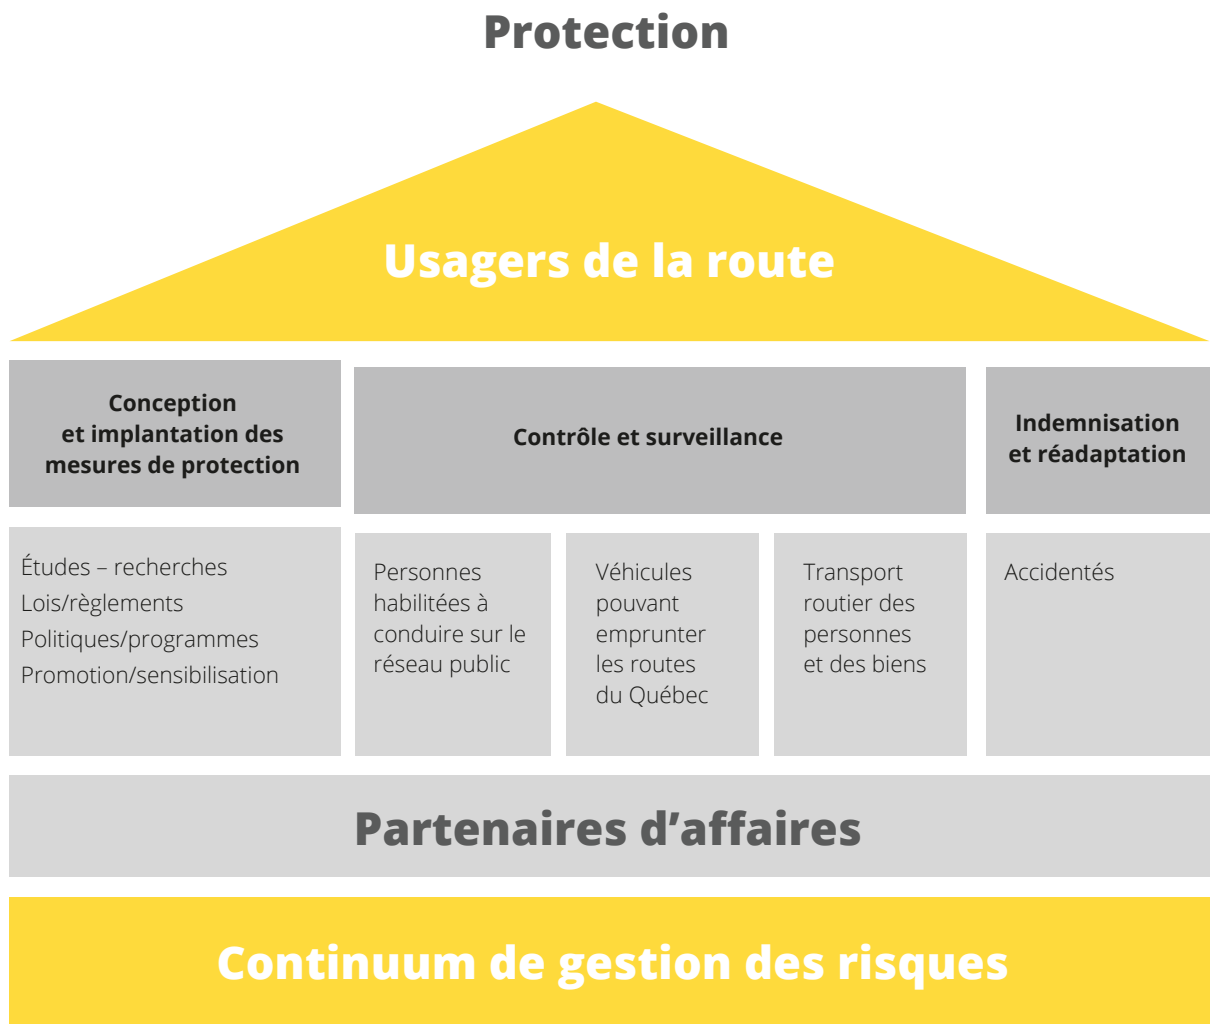 Protection
Usagers de la route
Conception
et implantation des
mesures de protection
Contrôle et surveillance
Indemnisation
et réadaptation
Études – recherches
Lois/règlements
Politiques/programmes
Promotion/sensibilisation
Personnes
habilitées à
conduire sur le
réseau public
Véhicules
pouvant
emprunter
les routes
du Québec
Transport
routier des
personnes
et des biens
Accidentés
Partenaires d’affaires
Continuum de gestion des risques